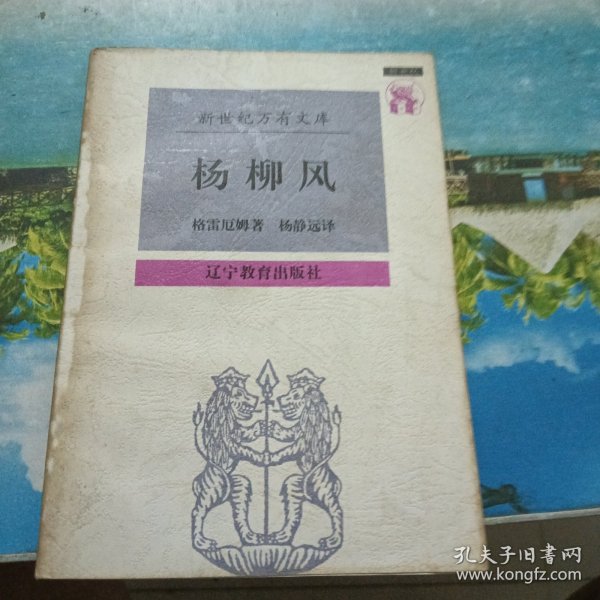 新世纪万有文库
杨柳风
格雷厄姆著 杨静远译
辽宁教育出版社
孔夫子旧书网
www.kongfz.com